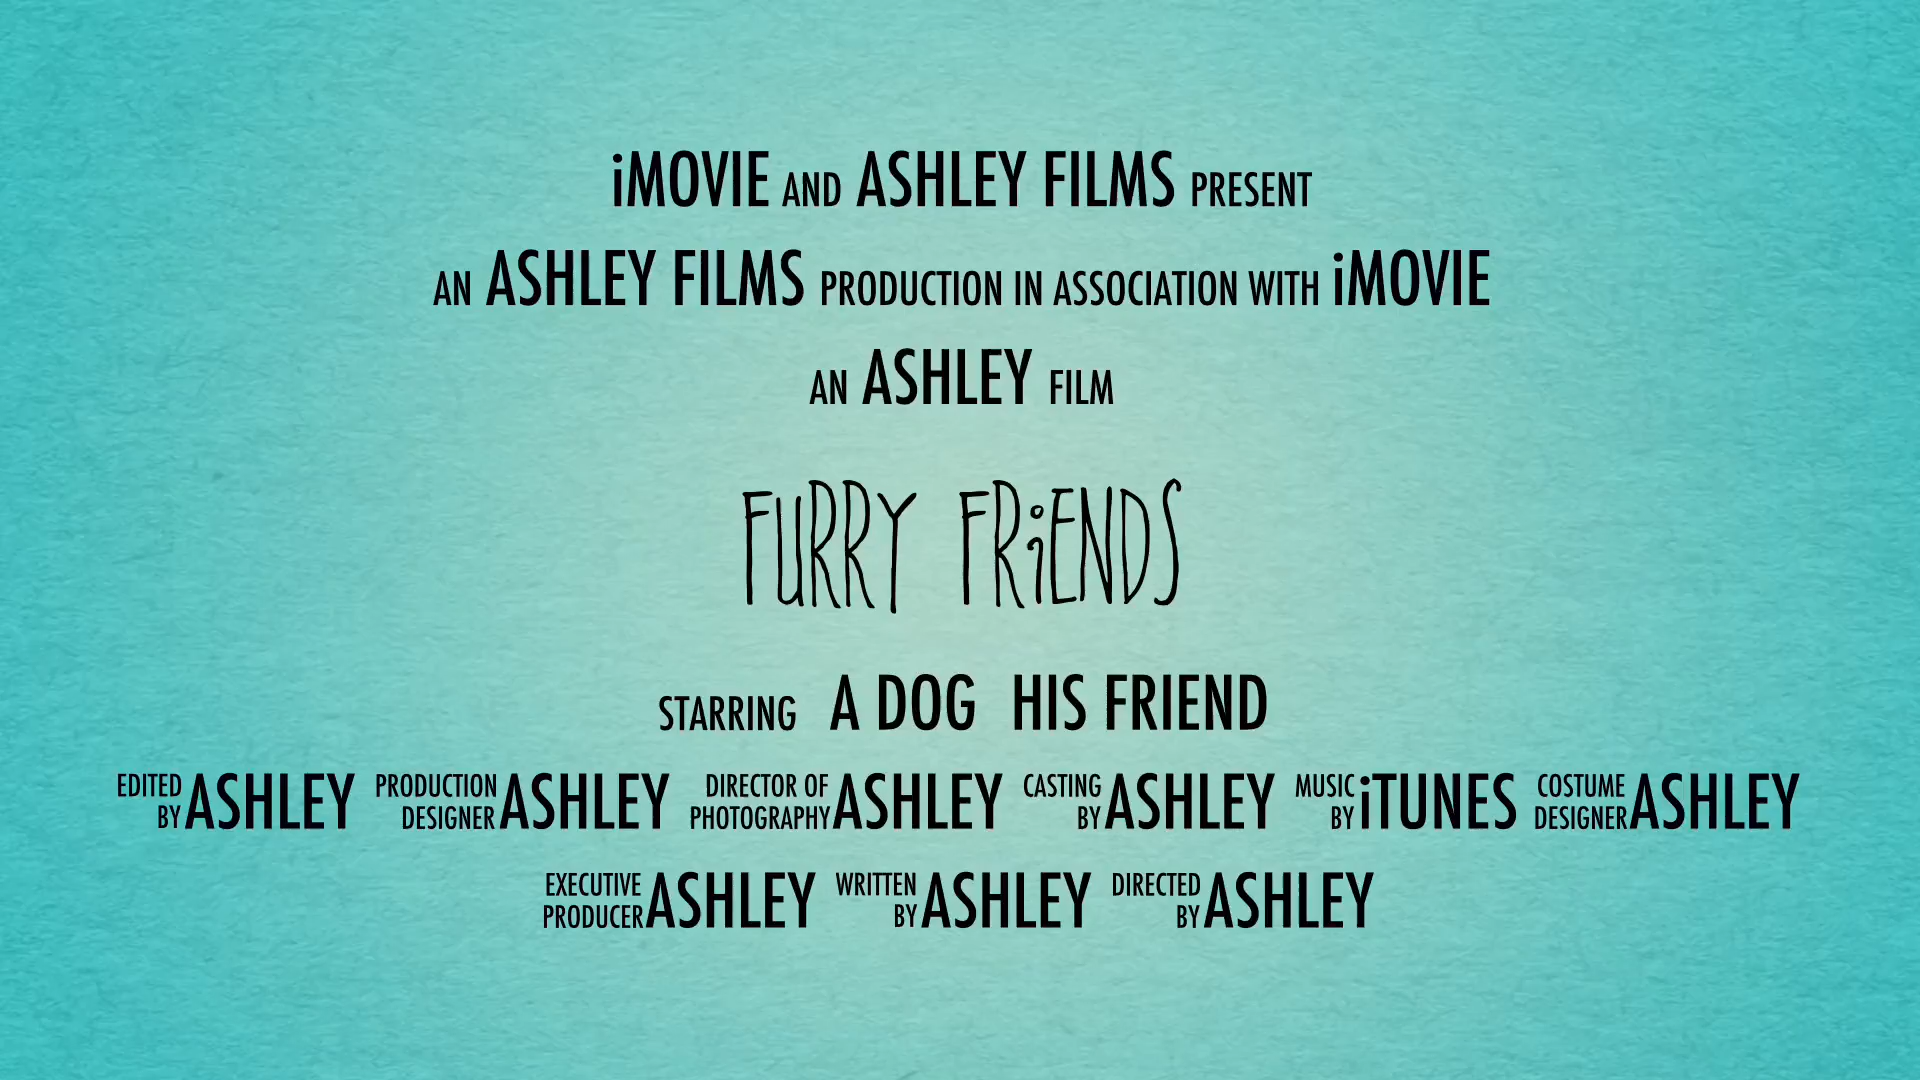 iMOVIE AND ASHLEY FILMS PRESENT
AN ASHLEY FILMS PRODUCTION IN ASSOCIATION WITH iMOVIE
AN ASHLEY FILM
FURRY FRiENDS
STARRING A DOG HIS FRIEND
EDITED BY ASHLEY PRODUCTION DESIGNER ASHLEY DIRECTOR OF PHOTOGRAPHY ASHLEY CASTING BY ASHLEY MUSIC BY iTUNES COSTUME DESIGNER ASHLEY
EXECUTIVE PRODUCER ASHLEY WRITTEN BY ASHLEY DIRECTED BY ASHLEY